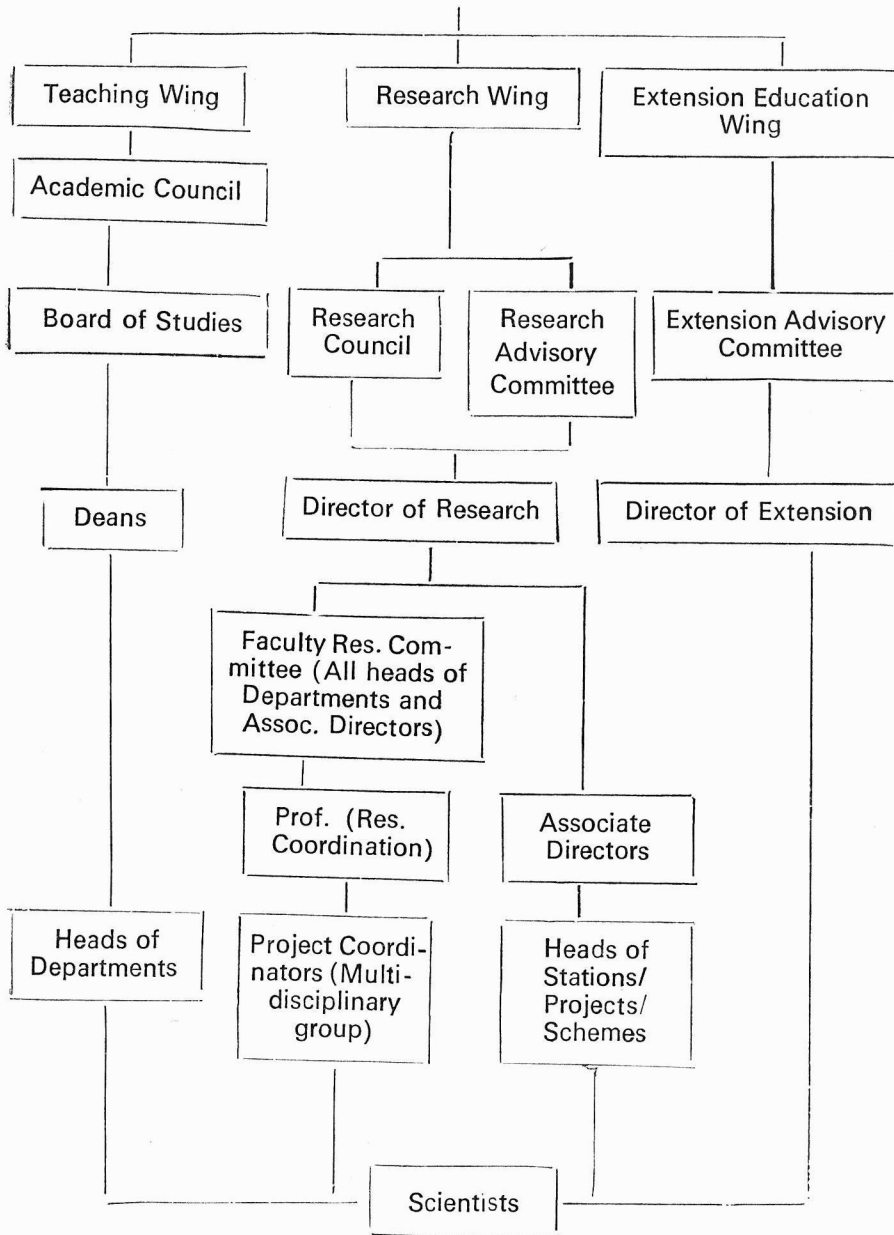 Teaching Wing
Research Wing
Extension Education
Wing
Academic Council
Board of Studies
Research
Council
Research
Advisory
Committee
Extension Advisory
Committee
Deans
Director of Research
Director of Extension
Faculty Res. Com-
mittee (All heads of
Departments and
Assoc. Directors)
Prof. (Res.
Coordination)
Associate
Directors
Heads of
Departments
Project Coordi-
nators (Multi-
disciplinary
group)
Heads of
Stations/
Projects/
Schemes
Scientists